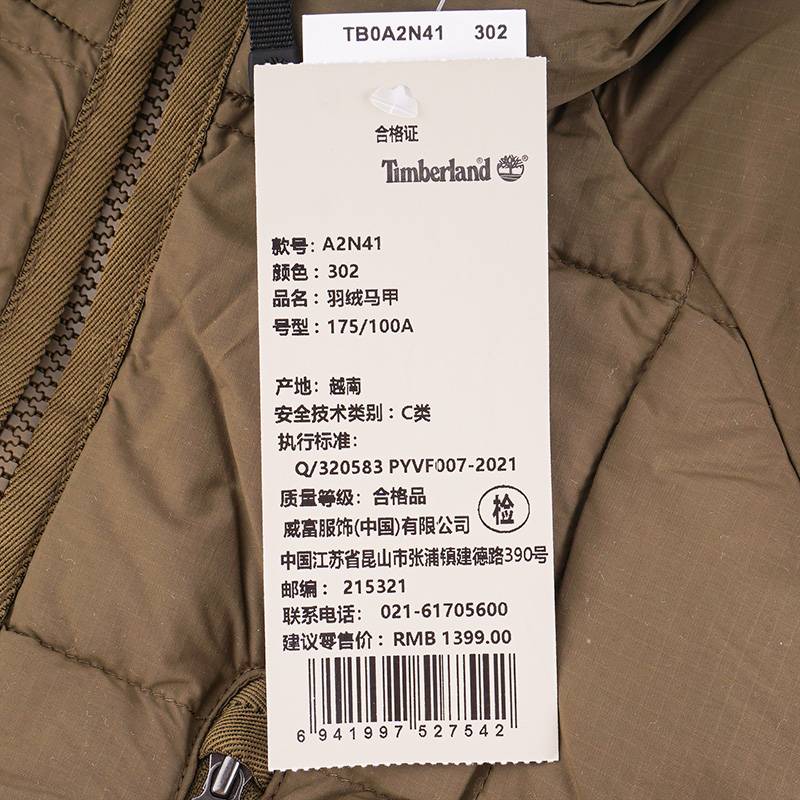 TB0A2N41 302
合格证
Timberland®
款号: A2N41
颜色: 302
品名: 羽绒马甲
号型: 175/100A
产地: 越南
安全技术类别: C类
执行标准:
Q/320583 PYVF007-2021
质量等级: 合格品
威富服饰(中国)有限公司 检
中国江苏省昆山市张浦镇建德路390号
邮编: 215321
联系电话: 021-61705600
建议零售价: RMB 1399.00
6 941997 527542